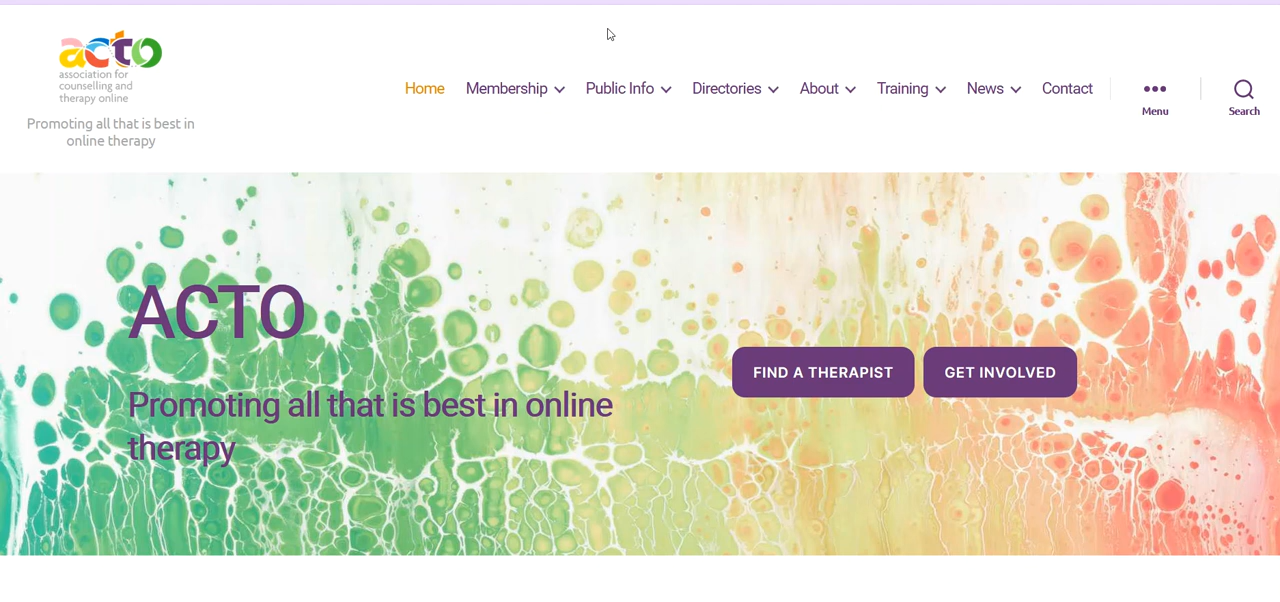 acto
association for
counselling and
therapy online
Promoting all that is best in
online therapy
Home Membership Public Info Directories About Training News Contact
Menu
Search
ACTO
Promoting all that is best in online
therapy
FIND A THERAPIST
GET INVOLVED